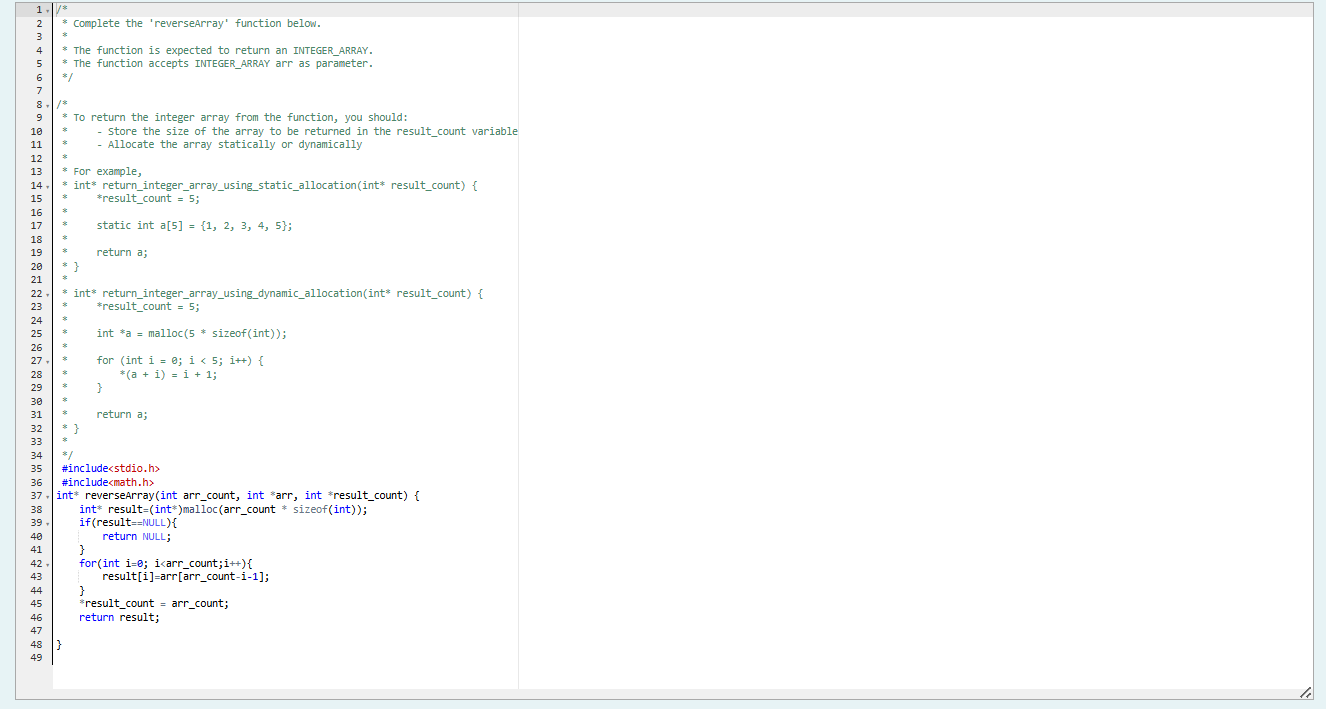 1 /*
2  * Complete the 'reverseArray' function below.
3  *
4  * The function is expected to return an INTEGER_ARRAY.
5  * The function accepts INTEGER_ARRAY arr as parameter.
6  */
7
8 /*
9  * To return the integer array from the function, you should:
10  *     - Store the size of the array to be returned in the result_count variable
11  *     - Allocate the array statically or dynamically
12  *
13  * For example,
14  * int* return_integer_array_using_static_allocation(int* result_count) {
15  *     *result_count = 5;
16  *
17  *     static int a[5] = {1, 2, 3, 4, 5};
18  *
19  *     return a;
20  * }
21  *
22  * int* return_integer_array_using_dynamic_allocation(int* result_count) {
23  *     *result_count = 5;
24  *
25  *     int *a = malloc(5 * sizeof(int));
26  *
27  *     for (int i = 0; i < 5; i++) {
28  *         *(a + i) = i + 1;
29  *     }
30  *
31  *     return a;
32  * }
33  *
34  */
35  #include<stdio.h>
36  #include<math.h>
37 int* reverseArray(int arr_count, int *arr, int *result_count) {
38     int* result=(int*)malloc(arr_count * sizeof(int));
39     if(result==NULL){
40         return NULL;
41     }
42     for(int i=0; i<arr_count;i++){
43         result[i]=arr[arr_count-i-1];
44     }
45     *result_count = arr_count;
46     return result;
47
48 }
49